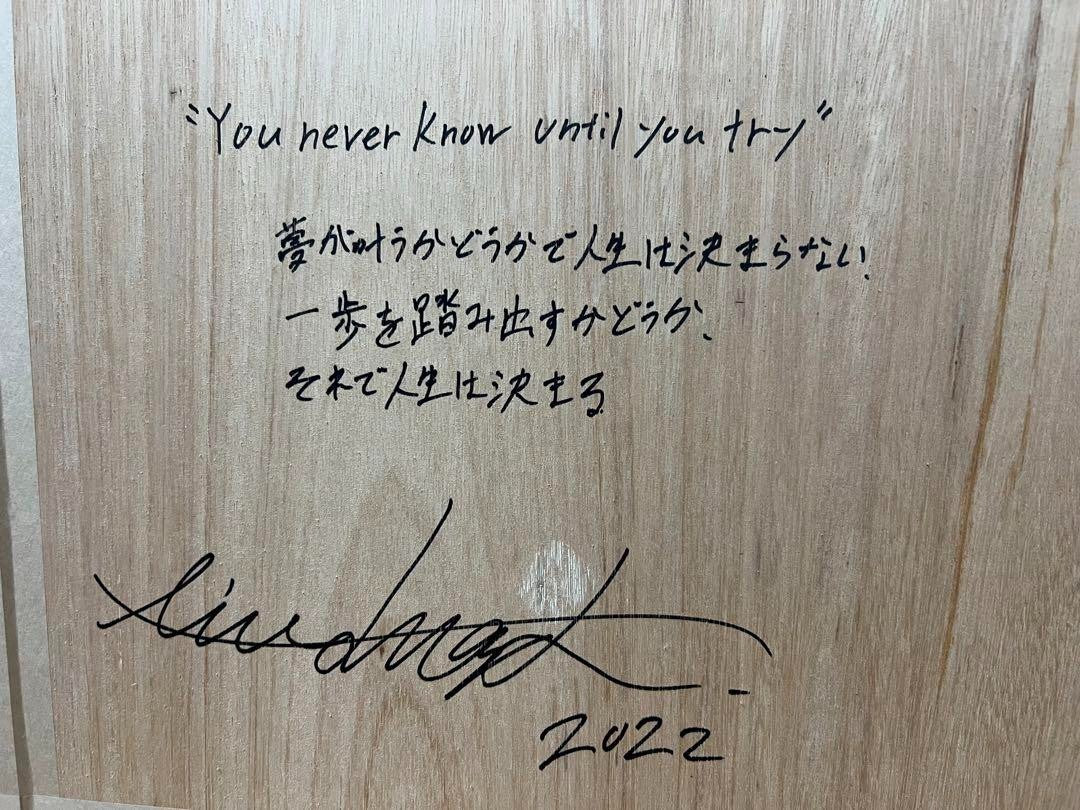 "You never know until you try"
夢が叶うかどうかで人生は決まらない。
一歩を踏み出すかどうか、
それで人生は決まる。
2022